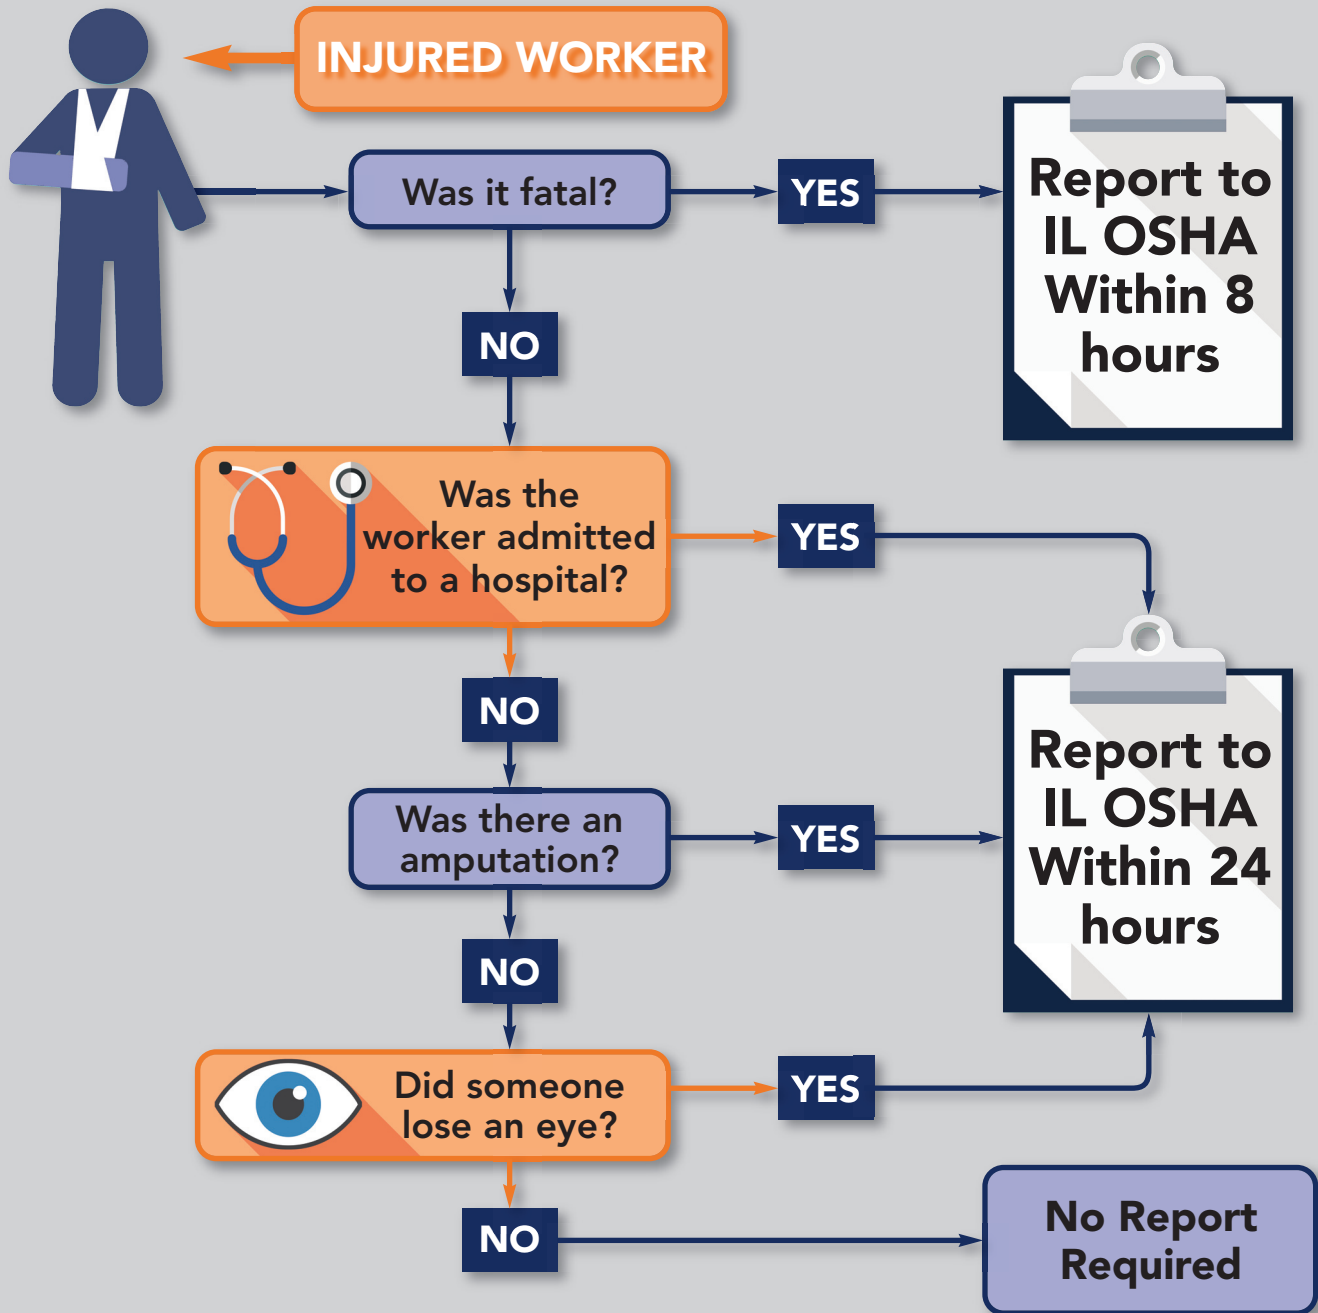 INJURED WORKER
Was it fatal?
YES
Report to
IL OSHA
Within 8
hours
NO
Was the
worker admitted
to a hospital?
YES
NO
Report to
IL OSHA
Within 24
hours
Was there an
amputation?
YES
NO
Did someone
lose an eye?
YES
NO
No Report
Required